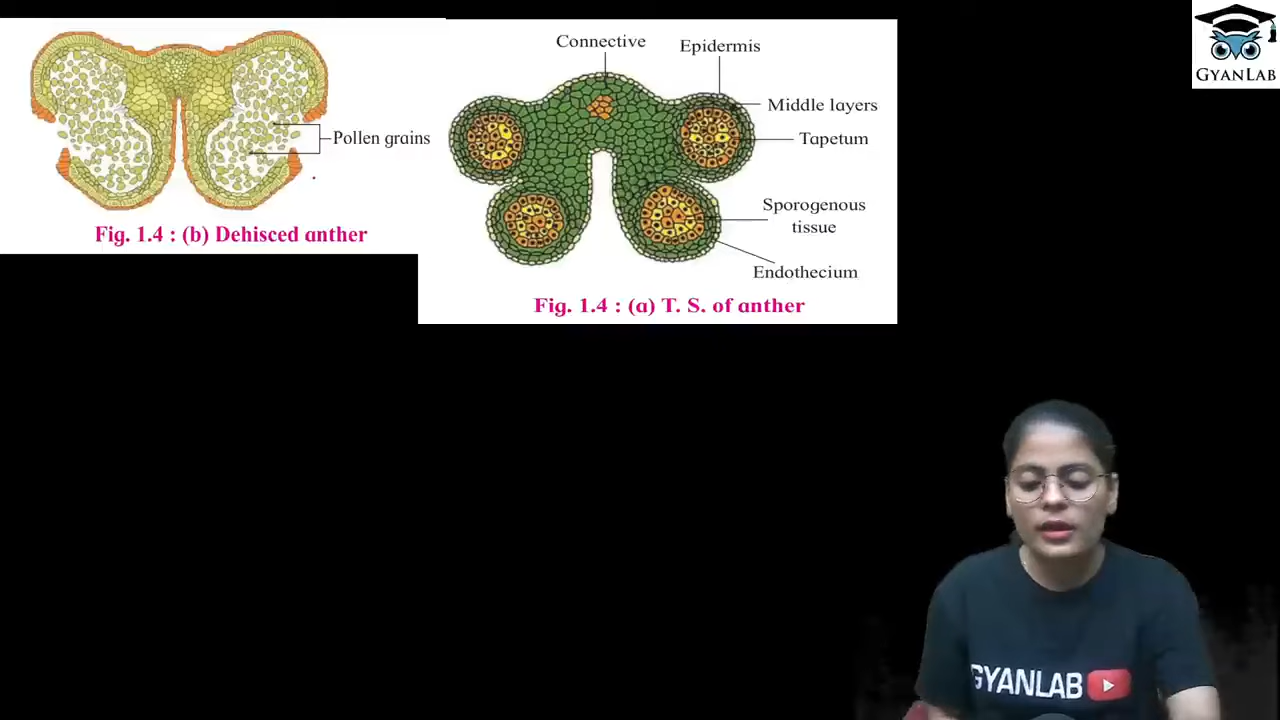 Pollen grains
Fig. 1.4 : (b) Dehisced anther
Connective
Epidermis
Middle layers
Tapetum
Sporogenous
tissue
Endothecium
Fig. 1.4 : (a) T. S. of anther
GYANLAB
GYANLAB